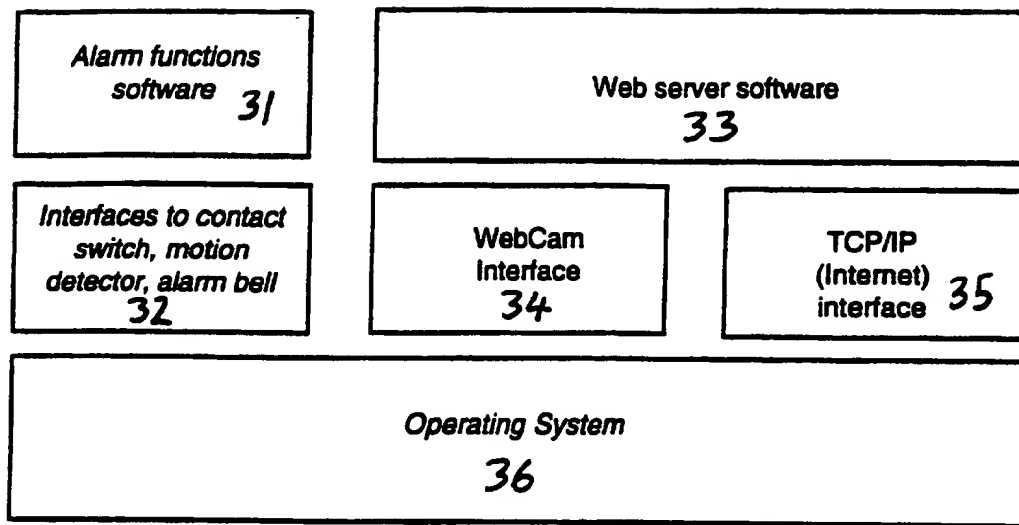 Alarm functions
software 31
Web server software
33
Interfaces to contact
switch, motion
detector, alarm bell
32
WebCam
Interface
34
TCP/IP
(Internet)
interface 35
Operating System
36